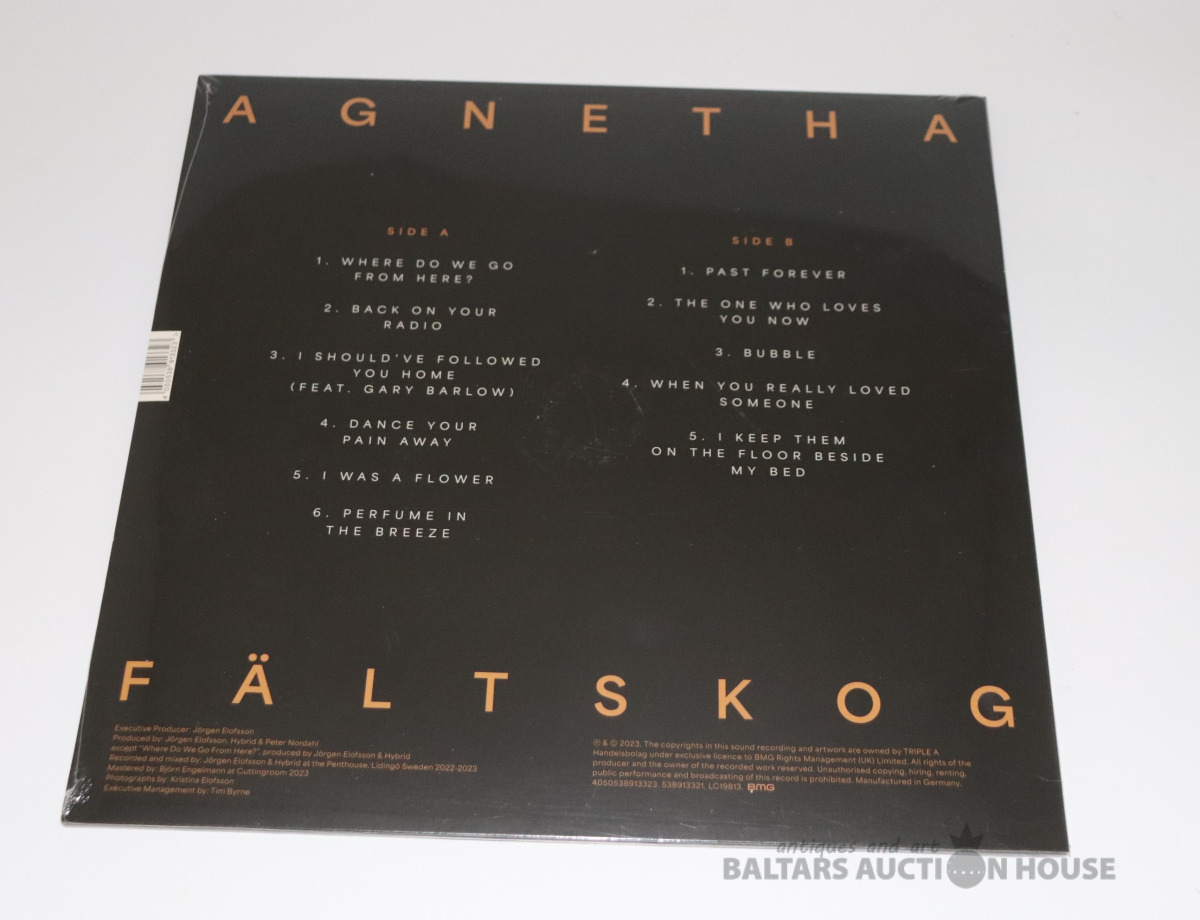 AGNETHA
SIDE A
1. WHERE DO WE GO
FROM HERE?
2. BACK ON YOUR
RADIO
3. I SHOULD'VE FOLLOWED
YOU HOME
(FEAT. GARY BARLOW)
4. DANCE YOUR
PAIN AWAY
5. I WAS A FLOWER
6. PERFUME IN
THE BREEZE
SIDE B
1. PAST FOREVER
2. THE ONE WHO LOVES
YOU NOW
3. BUBBLE
4. WHEN YOU REALLY LOVED
SOMEONE
5. I KEEP THEM
ON THE FLOOR BESIDE
MY BED
FÄLTSKOG
Executive Producer: Jörgen Elofsson
Produced by: Jörgen Elofsson, Hybrid & Peter Nordahl
except "Where Do We Go From Here?", produced by Jörgen Elofsson & Hybrid
Recorded and mixed by: Jörgen Elofsson & Hybrid at the Penthouse, Lidingö Sweden 2022-2023
Mastered by: Björn Engelmann at Cuttingroom 2023
Photographs by: Kristina Elofsson
Executive Management by: Tim Byrne
℗ & © 2023. The copyrights in this sound recording and artwork are owned by TRIPLE A
Handelsbolag under exclusive licence to BMG Rights Management (UK) Limited. All rights of the
producer and the owner of the recorded work reserved. Unauthorised copying, hiring, renting,
public performance and broadcasting of this record is prohibited. Manufactured in Germany.
4050538913323. 538913321. LC19813. BMG
antiques and art
BALTARS AUCTION HOUSE